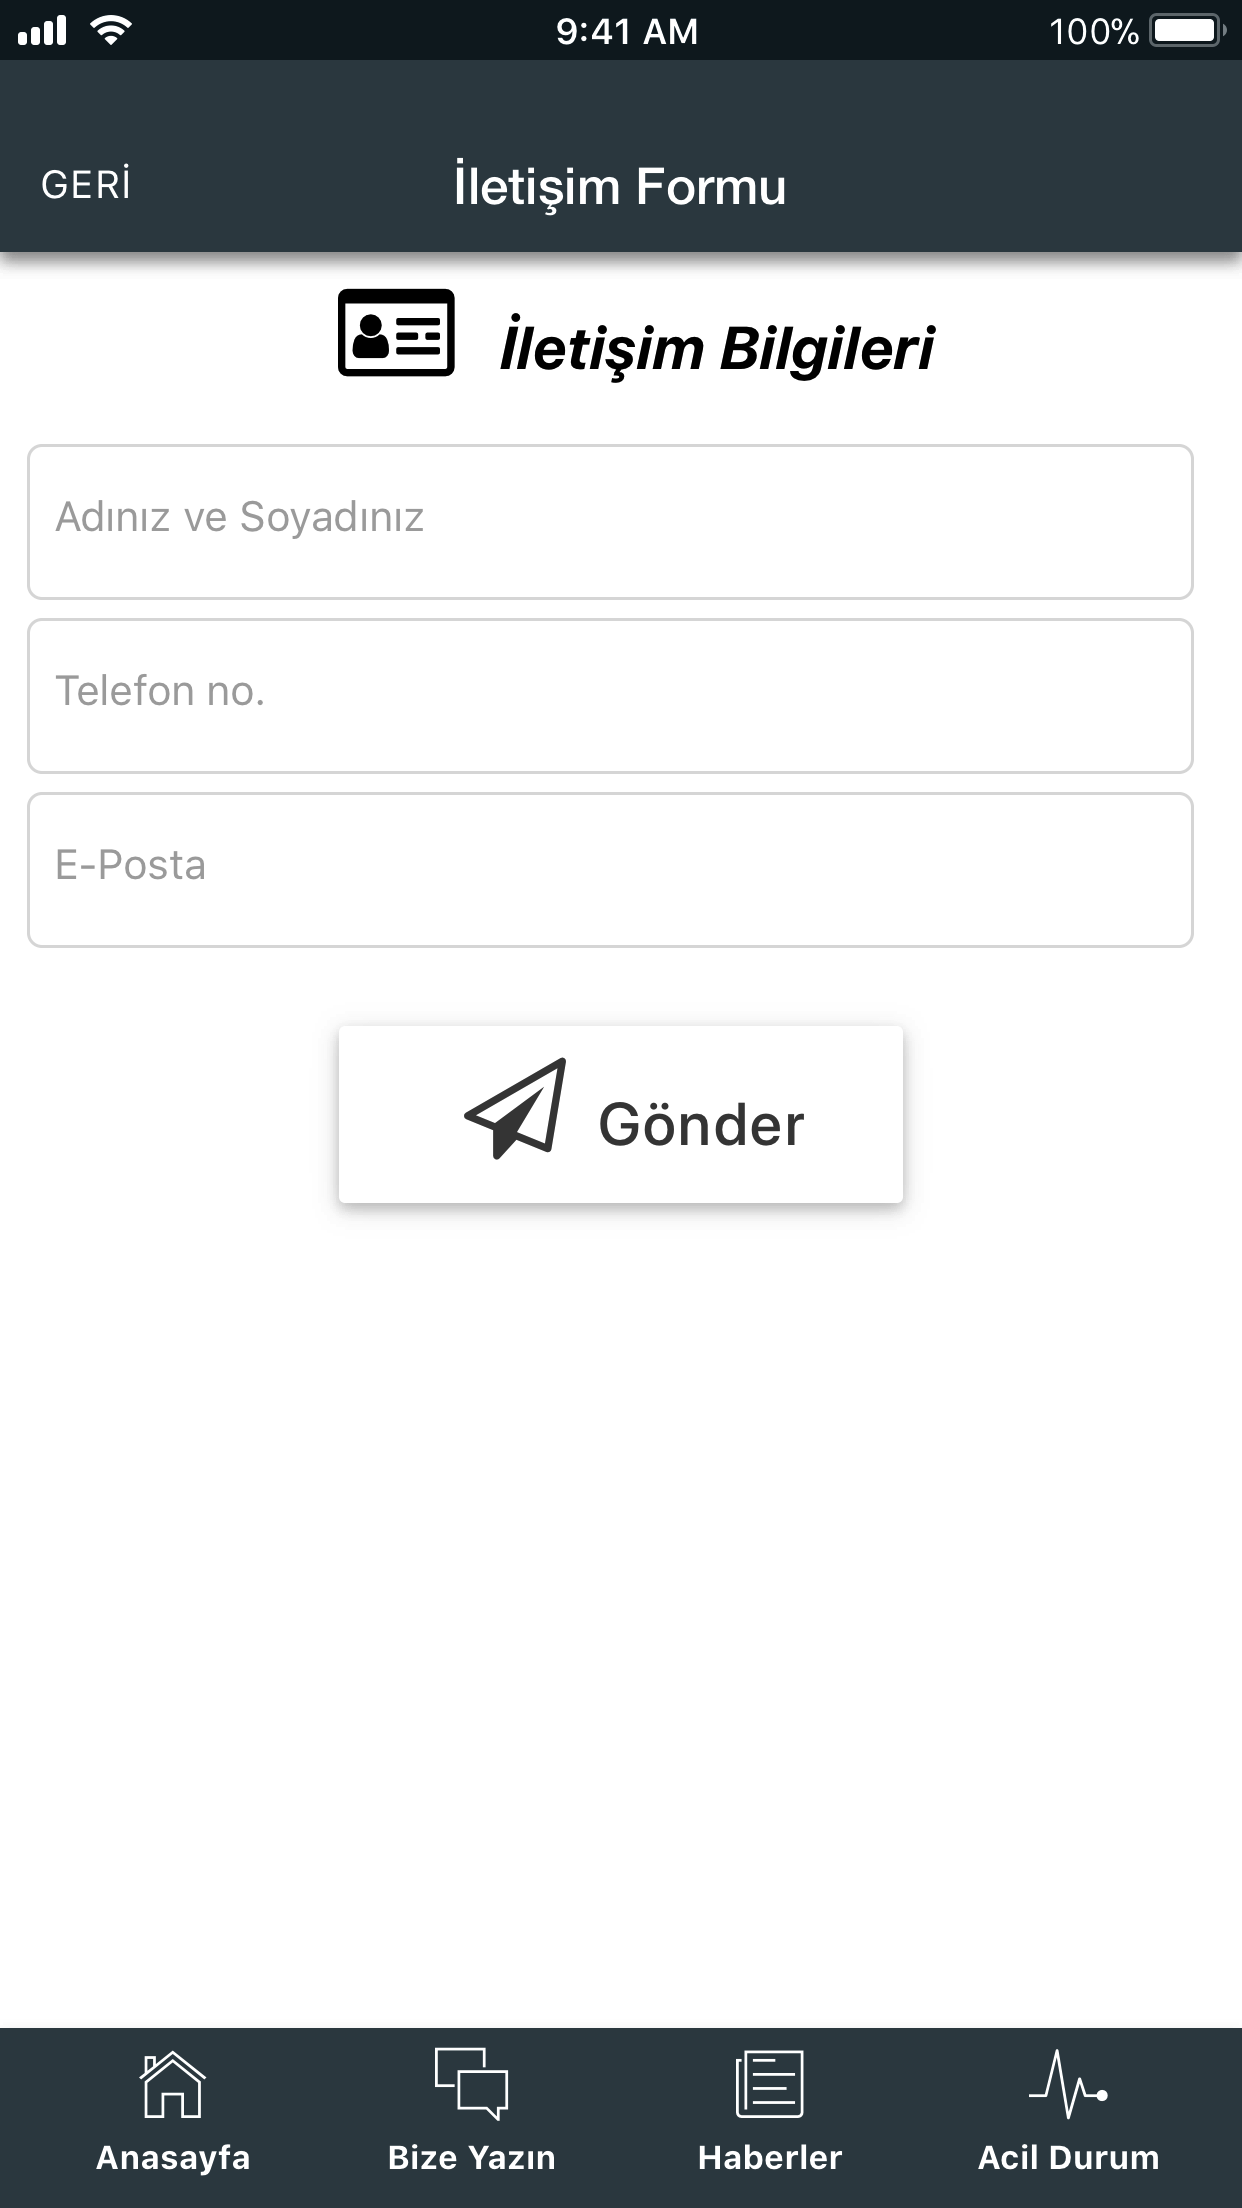 9:41 AM
100%
GERİ
İletişim Formu
İletişim Bilgileri
Adınız ve Soyadınız
Telefon no.
E-Posta
Gönder
Anasayfa
Bize Yazın
Haberler
Acil Durum